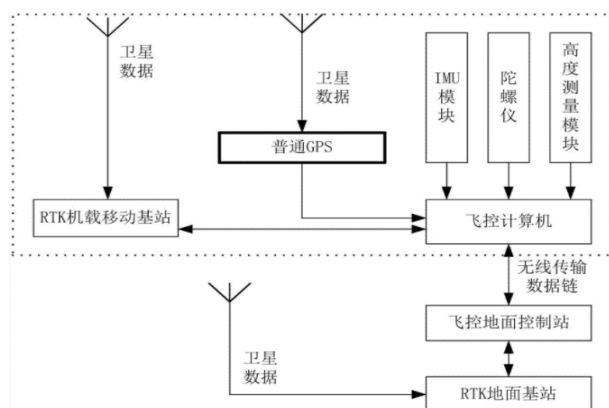 卫星
数据
卫星
数据
IMU
模块
陀螺仪
高度测量模块
普通GPS
RTK机载移动基站
飞控计算机
无线传输
数据链
飞控地面控制站
卫星
数据
RTK地面基站